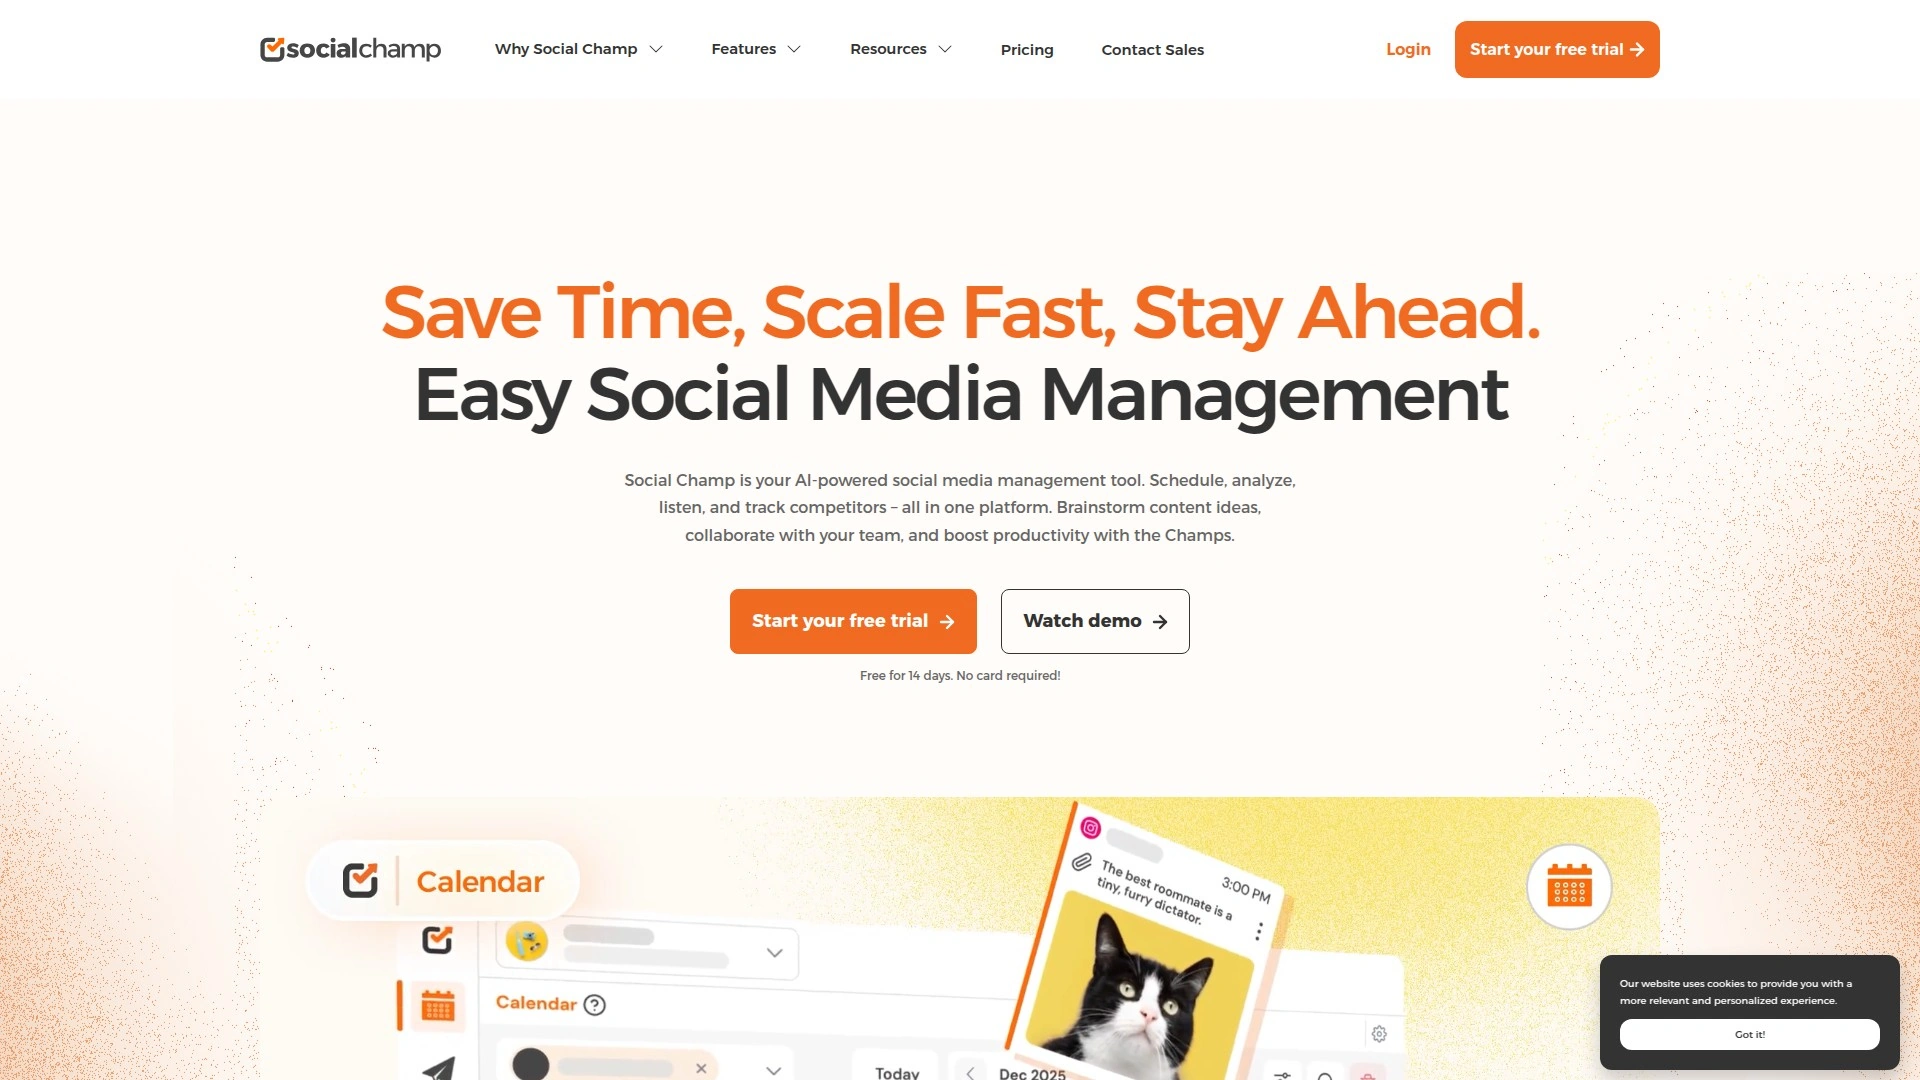 socialchamp
Why Social Champ
Features
Resources
Pricing
Contact Sales
Login
Start your free trial
Save Time, Scale Fast, Stay Ahead.
Easy Social Media Management
Social Champ is your AI-powered social media management tool. Schedule, analyze,
listen, and track competitors – all in one platform. Brainstorm content ideas,
collaborate with your team, and boost productivity with the Champs.
Start your free trial
Watch demo
Free for 14 days. No card required!
Calendar
3:00 PM
The best roommate is a
tiny, furry dictator.
Calendar
Today
Dec 2025
Our website uses cookies to provide you with a
more relevant and personalized experience.
Got it!